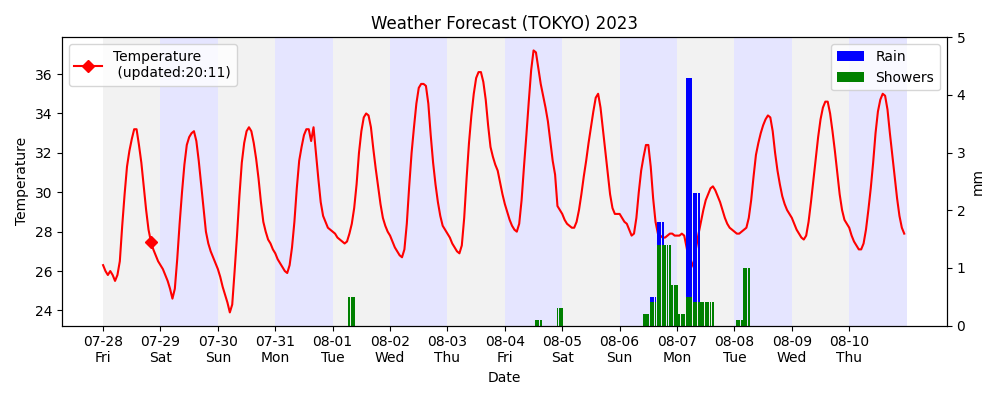 Weather Forecast (TOKYO) 2023
Temperature
(updated:20:11)
Rain
Showers
Temperature
36
34
32
30
28
26
24
5
4
3
2
1
0
mm
07-28 07-29 07-30 07-31 08-01 08-02 08-03 08-04 08-05 08-06 08-07 08-08 08-09 08-10
Fri Sat Sun Mon Tue Wed Thu Fri Sat Sun Mon Tue Wed Thu
Date